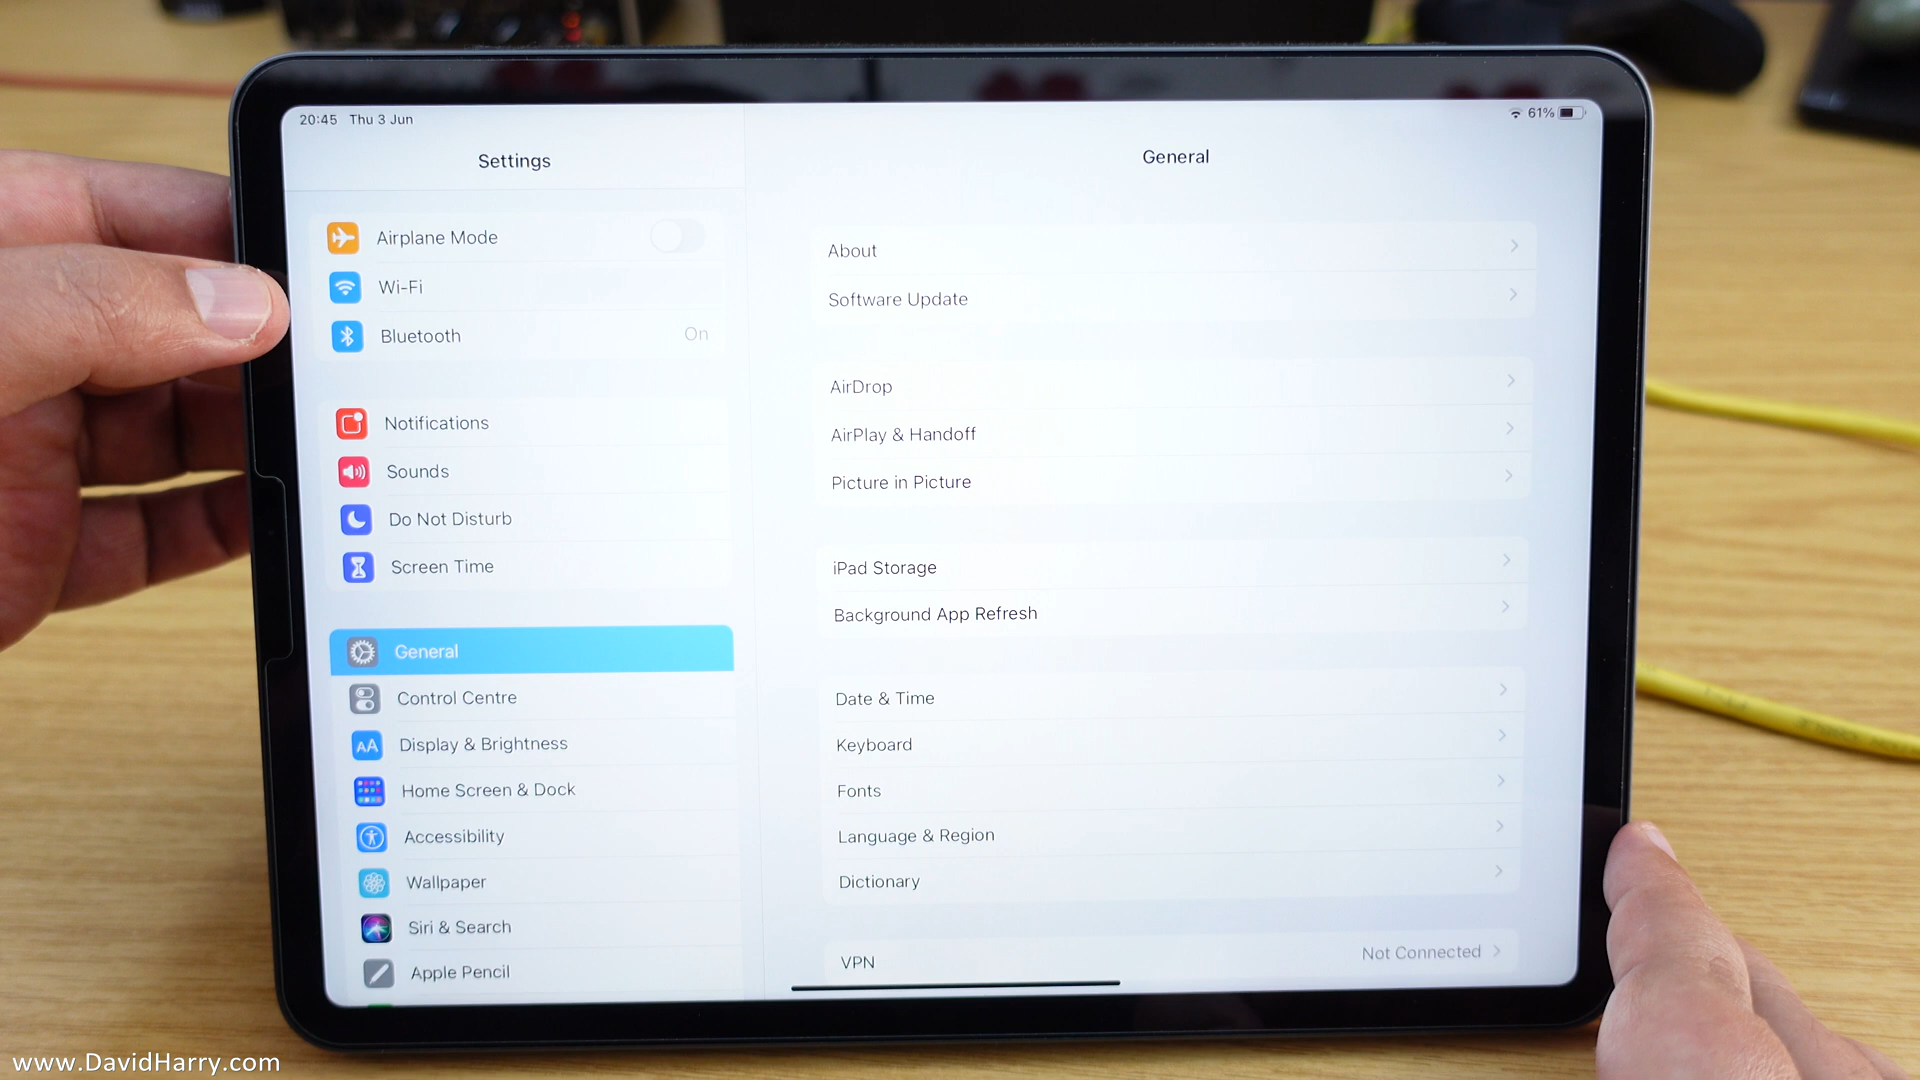 20:45 Thu 3 Jun
61%
Settings
Airplane Mode
Wi-Fi
Bluetooth On
Notifications
Sounds
Do Not Disturb
Screen Time
General
Control Centre
Display & Brightness
Home Screen & Dock
Accessibility
Wallpaper
Siri & Search
Apple Pencil
General
About
Software Update
AirDrop
AirPlay & Handoff
Picture in Picture
iPad Storage
Background App Refresh
Date & Time
Keyboard
Fonts
Language & Region
Dictionary
VPN Not Connected
www.DavidHarry.com